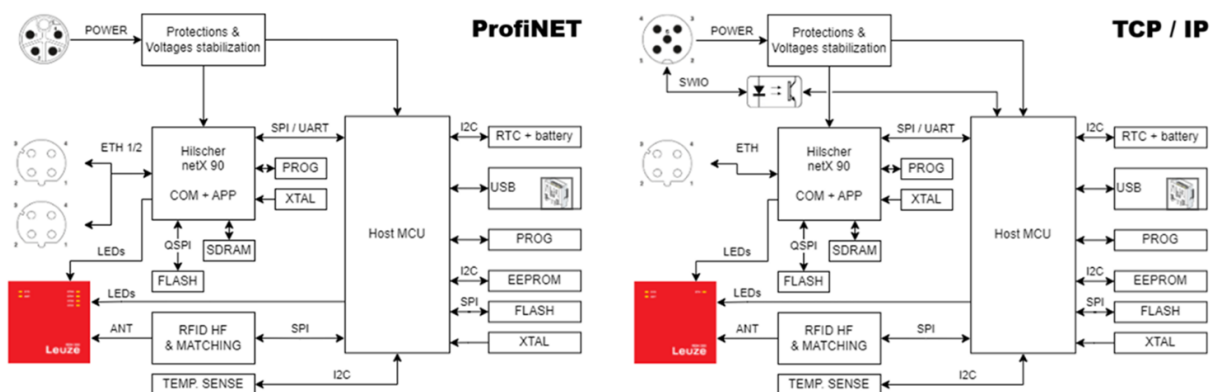 ProfiNET
POWER
Protections &
Voltages stabilization
ETH 1/2
Hilscher
netX 90
COM + APP
SPI / UART
PROG
XTAL
QSPI
SDRAM
FLASH
LEDs
LEDs
Leuze
ANT
RFID HF
& MATCHING
SPI
TEMP. SENSE
I2C
Host MCU
I2C
RTC + battery
USB
PROG
I2C
EEPROM
SPI
FLASH
XTAL
TCP / IP
POWER
Protections &
Voltages stabilization
SWIO
ETH
Hilscher
netX 90
COM + APP
SPI / UART
PROG
XTAL
QSPI
SDRAM
FLASH
LEDs
LEDs
Leuze
ANT
RFID HF
& MATCHING
SPI
TEMP. SENSE
I2C
Host MCU
I2C
RTC + battery
USB
PROG
I2C
EEPROM
SPI
FLASH
XTAL